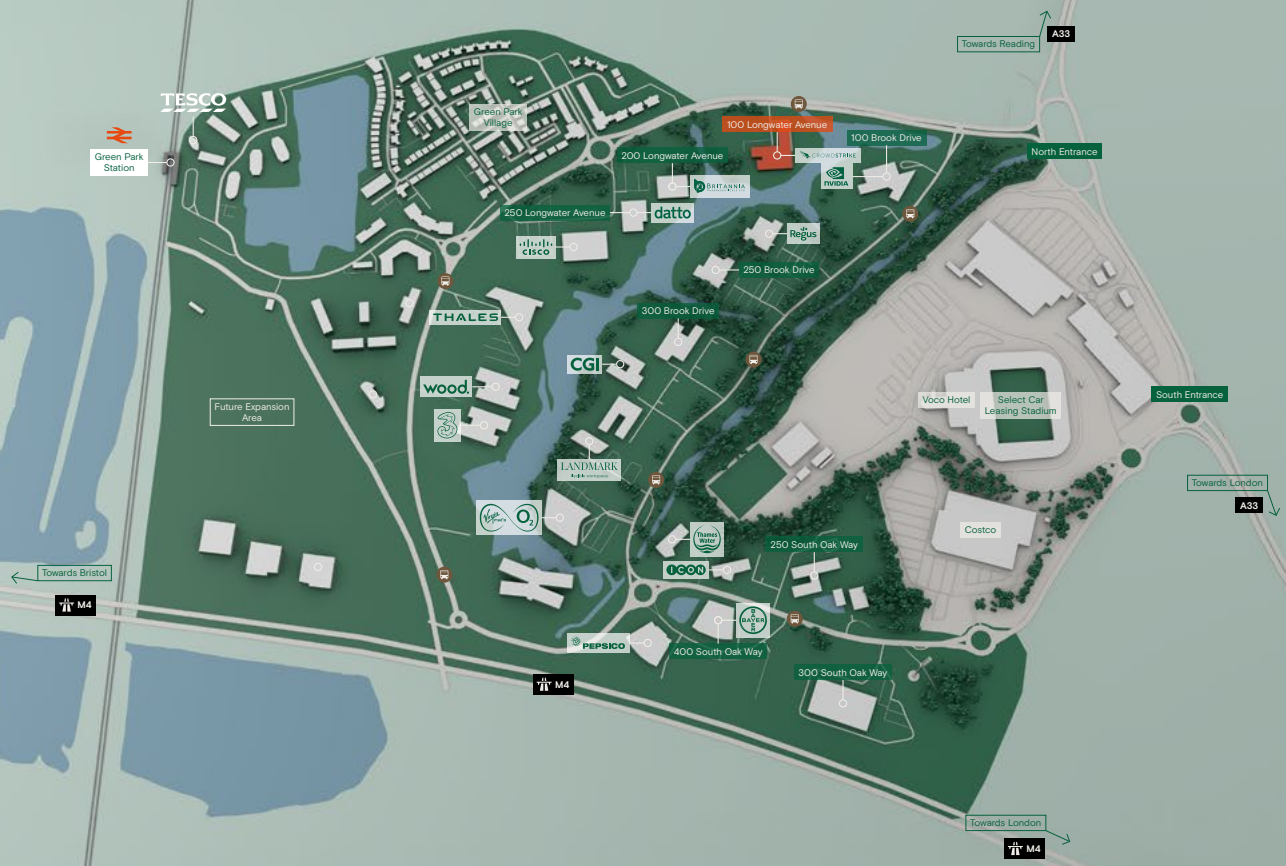 Towards Reading
A33
TESCO
Green Park
Station
Green Park
Village
100 Longwater Avenue
CROWDSTRIKE
100 Brook Drive
NVIDIA
North Entrance
200 Longwater Avenue
BRITANNIA
250 Longwater Avenue
datto
CISCO
Regus
250 Brook Drive
THALES
300 Brook Drive
CGI
wood.
3
Future Expansion
Area
Voco Hotel
Select Car
Leasing Stadium
South Entrance
LANDMARK
Towards London
A33
Virgin
media
O2
Thames
Water
Costco
250 South Oak Way
ICON
Towards Bristol
M4
BAYER
BAYER
PEPSICO
400 South Oak Way
300 South Oak Way
M4
Towards London
M4